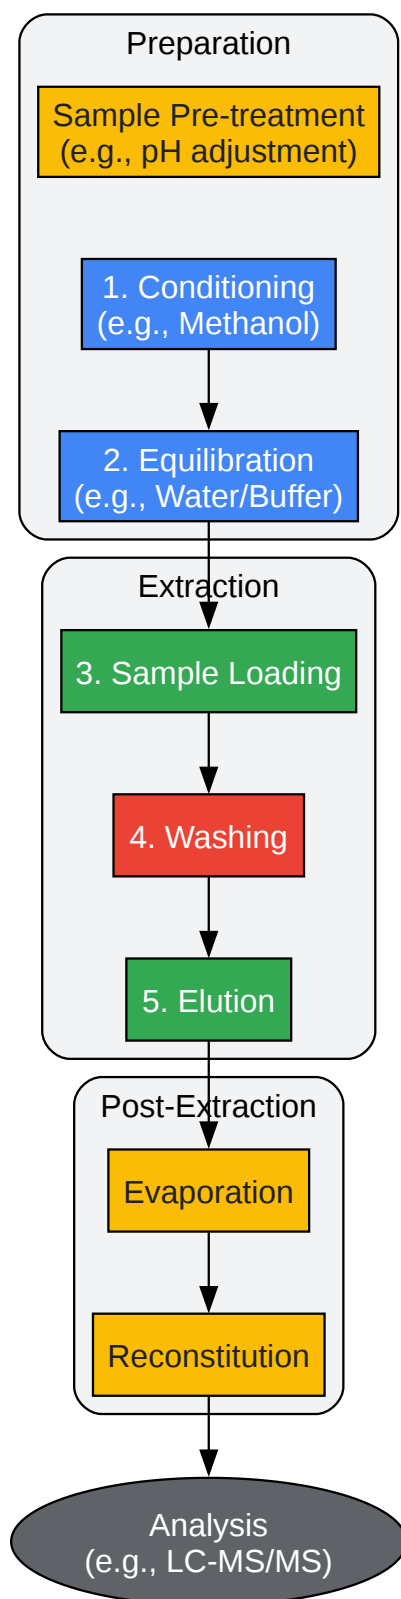 Preparation
Sample Pre-treatment
(e.g., pH adjustment)
1. Conditioning
(e.g., Methanol)
2. Equilibration
(e.g., Water/Buffer)
Extraction
3. Sample Loading
4. Washing
5. Elution
Post-Extraction
Evaporation
Reconstitution
Analysis
(e.g., LC-MS/MS)